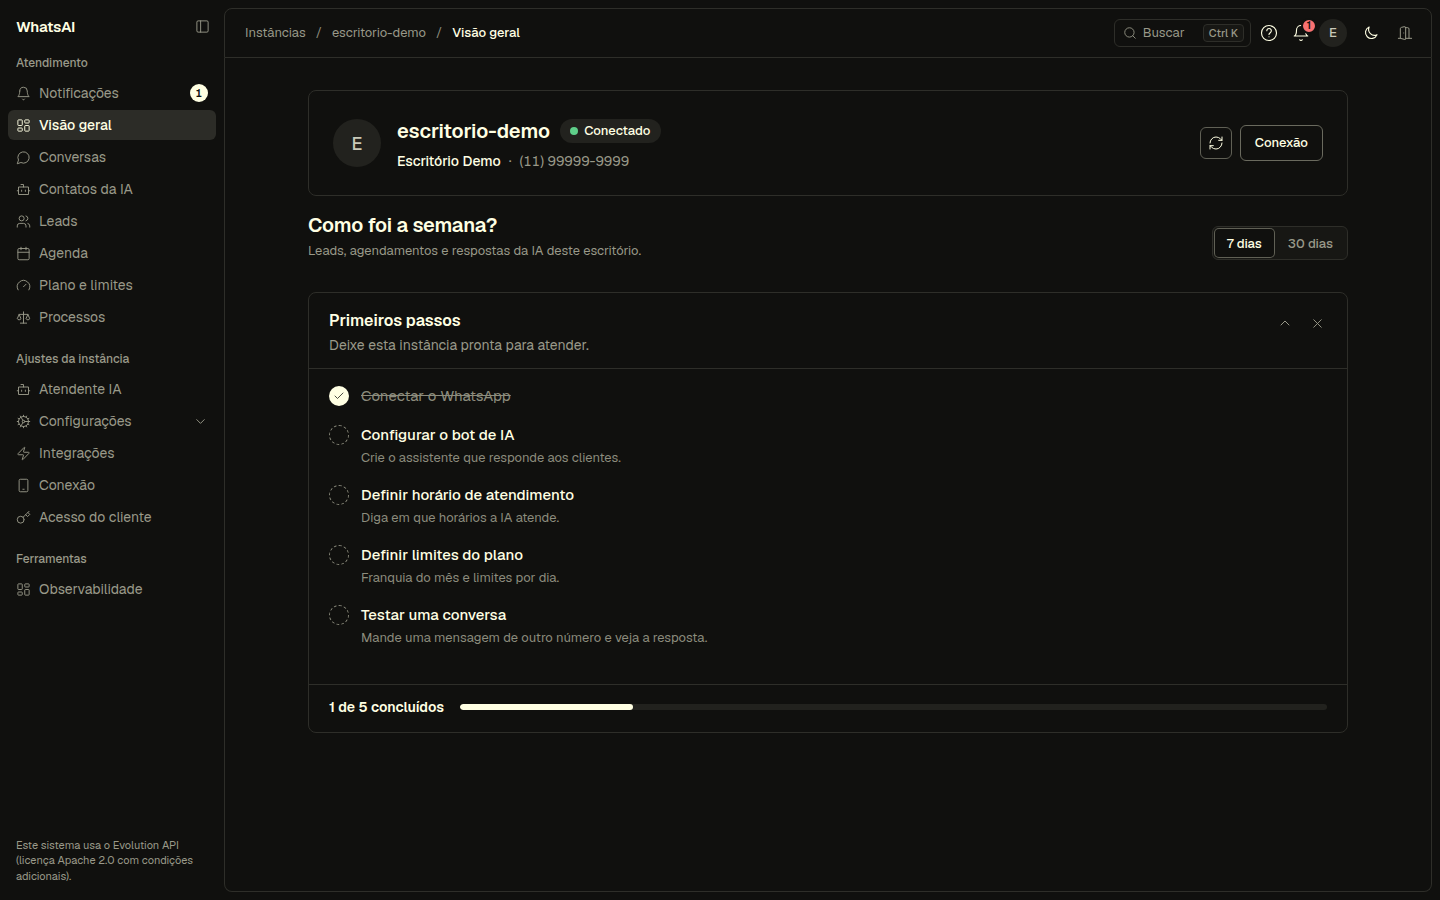 WhatsAI
Atendimento
Notificações 1
Visão geral
Conversas
Contatos da IA
Leads
Agenda
Plano e limites
Processos
Ajustes da instância
Atendente IA
Configurações
Integrações
Conexão
Acesso do cliente
Ferramentas
Observabilidade
Este sistema usa o Evolution API
(licença Apache 2.0 com condições
adicionais).
Instâncias / escritorio-demo / Visão geral
Buscar Ctrl K 1 E
E
escritorio-demo Conectado
Escritório Demo · (11) 99999-9999
Conexão
Como foi a semana?
Leads, agendamentos e respostas da IA deste escritório.
7 dias 30 dias
Primeiros passos
Deixe esta instância pronta para atender.
Conectar o WhatsApp
Configurar o bot de IA
Crie o assistente que responde aos clientes.
Definir horário de atendimento
Diga em que horários a IA atende.
Definir limites do plano
Franquia do mês e limites por dia.
Testar uma conversa
Mande uma mensagem de outro número e veja a resposta.
1 de 5 concluídos